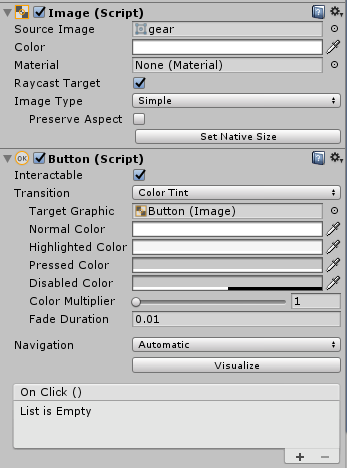 Image (Script)
Source Image gear
Color
Material None (Material)
Raycast Target
Image Type Simple
Preserve Aspect
Set Native Size
OK Button (Script)
Interactable
Transition Color Tint
Target Graphic Button (Image)
Normal Color
Highlighted Color
Pressed Color
Disabled Color
Color Multiplier 1
Fade Duration 0.01
Navigation Automatic
Visualize
On Click ()
List is Empty